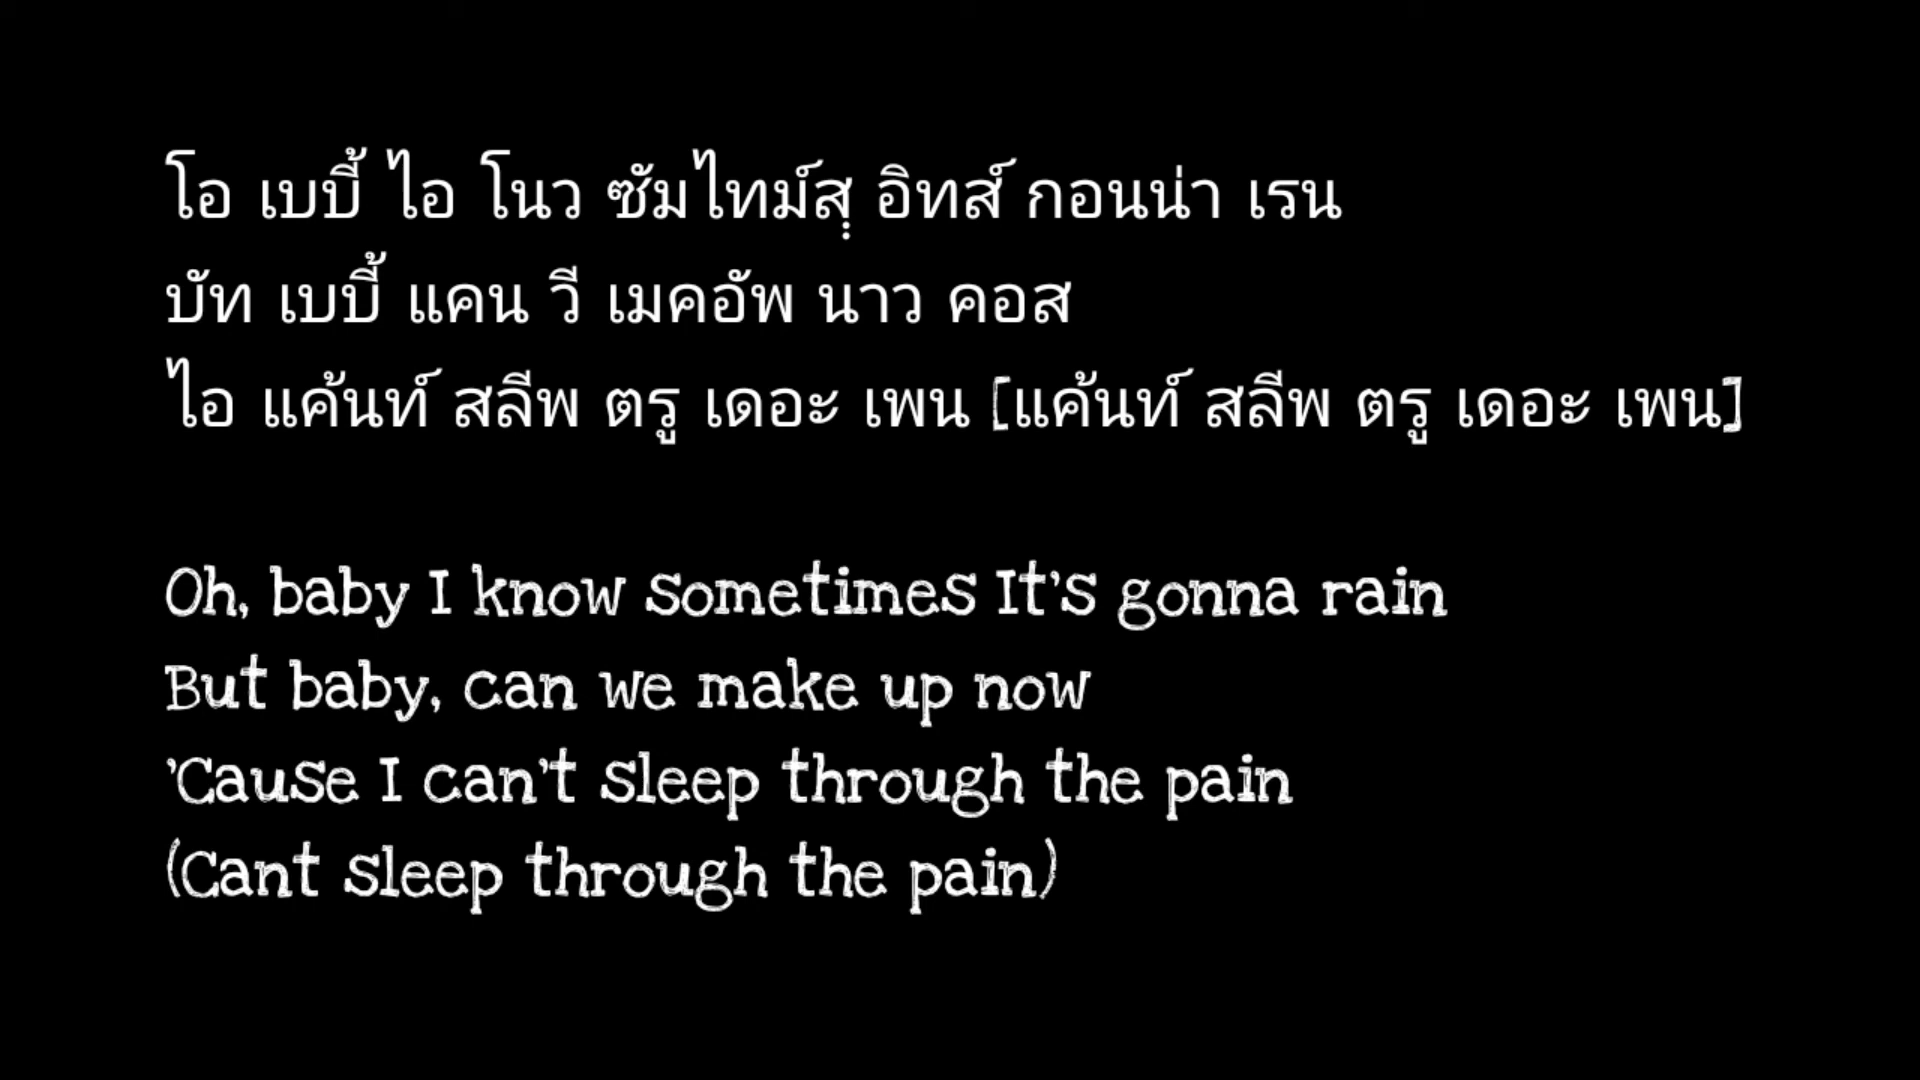 โอ เบบี้ ไอ โนว ซัมไทม์สฺุ อิทส์ กอนน่า เรน
บัท เบบี้ แคน วี เมคอัพ นาว คอส
ไอ แค้นท์ สลีพ ตรู เดอะ เพน [แค้นท์ สลีพ ตรู เดอะ เพน]
Oh, baby I know sometimes It's gonna rain
But baby, can we make up now
'Cause I can't sleep through the pain
(Cant sleep through the pain)